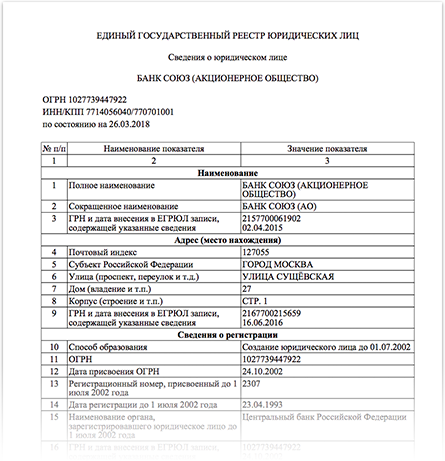 ЕДИНЫЙ ГОСУДАРСТВЕННЫЙ РЕЕСТР ЮРИДИЧЕСКИХ ЛИЦ
Сведения о юридическом лице
БАНК СОЮЗ (АКЦИОНЕРНОЕ ОБЩЕСТВО)
ОГРН 1027739447922
ИНН/КПП 7714056040/770701001
по состоянию на 26.03.2018
№ п/п Наименование показателя Значение показателя
1 2 3
Наименование
1 Полное наименование БАНК СОЮЗ (АКЦИОНЕРНОЕ
ОБЩЕСТВО)
2 Сокращенное наименование БАНК СОЮЗ (АО)
3 ГРН и дата внесения в ЕГРЮЛ записи, 2157700061902
содержащей указанные сведения 02.04.2015
Адрес (место нахождения)
4 Почтовый индекс 127055
5 Субъект Российской Федерации ГОРОД МОСКВА
6 Улица (проспект, переулок и т.д.) УЛИЦА СУЩЁВСКАЯ
7 Дом (владение и т.п.) 27
8 Корпус (строение и т.п.) СТР. 1
9 ГРН и дата внесения в ЕГРЮЛ записи, 2167700215659
содержащей указанные сведения 16.06.2016
Сведения о регистрации
10 Способ образования Создание юридического лица до 01.07.2002
11 ОГРН 1027739447922
12 Дата присвоения ОГРН 24.10.2002
13 Регистрационный номер, присвоенный до 1 2307
июля 2002 года
14 Дата регистрации до 1 июля 2002 года 23.04.1993
15 Наименование органа, Центральный банк Российской Федерации
зарегистрировавшего юридическое лицо до
1 июля 2002 года
16 ГРН и дата внесения в ЕГРЮЛ записи, 1027739447922